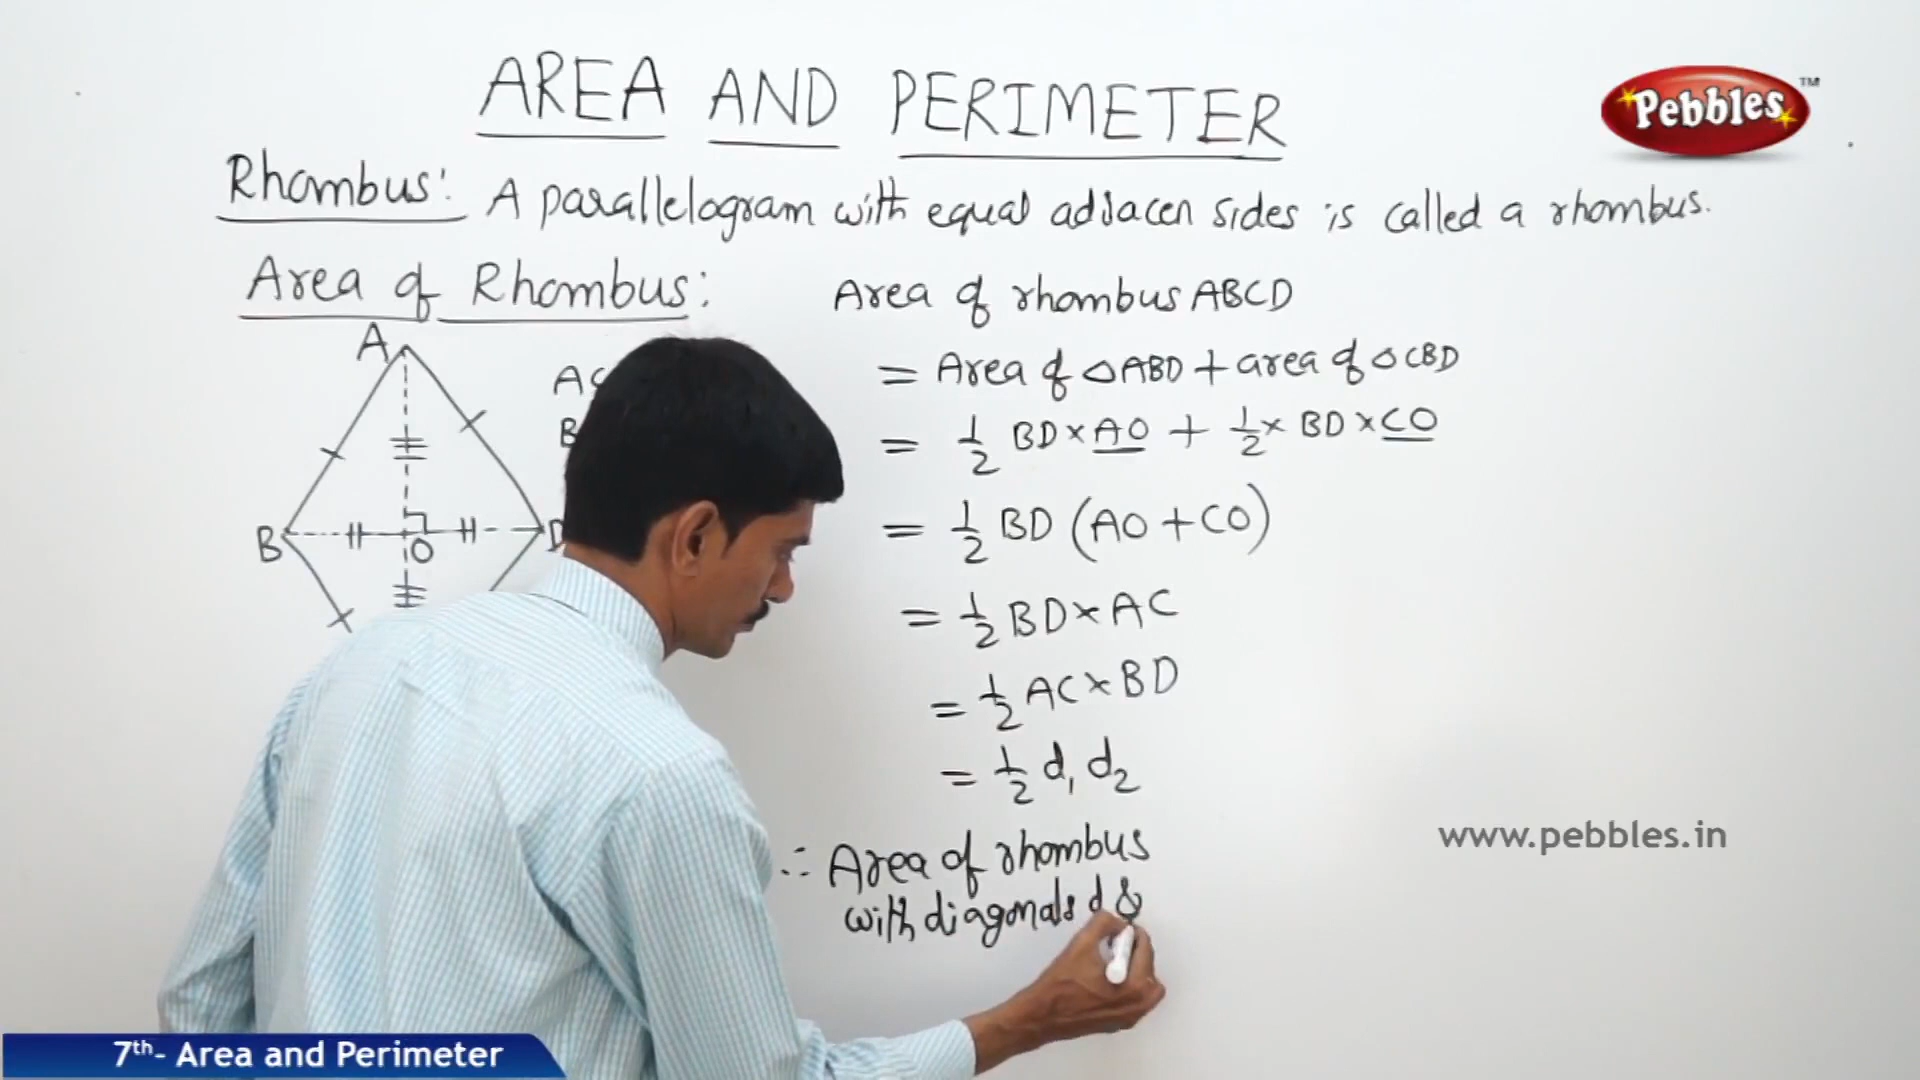 AREA AND PERIMETER
Pebbles™
Rhombus: A parallelogram with equal adjacen sides is called a rhombus.
Area of Rhombus:
Area of rhombus ABCD
A
AC
= Area of △ABD + area of △CBD
B
= 1/2 BD × AO + 1/2 × BD × CO
B
O
D
= 1/2 BD (AO + CO)
= 1/2 BD × AC
= 1/2 AC × BD
= 1/2 d₁ d₂
∴ Area of rhombus
with diagonals d &
www.pebbles.in
7th- Area and Perimeter